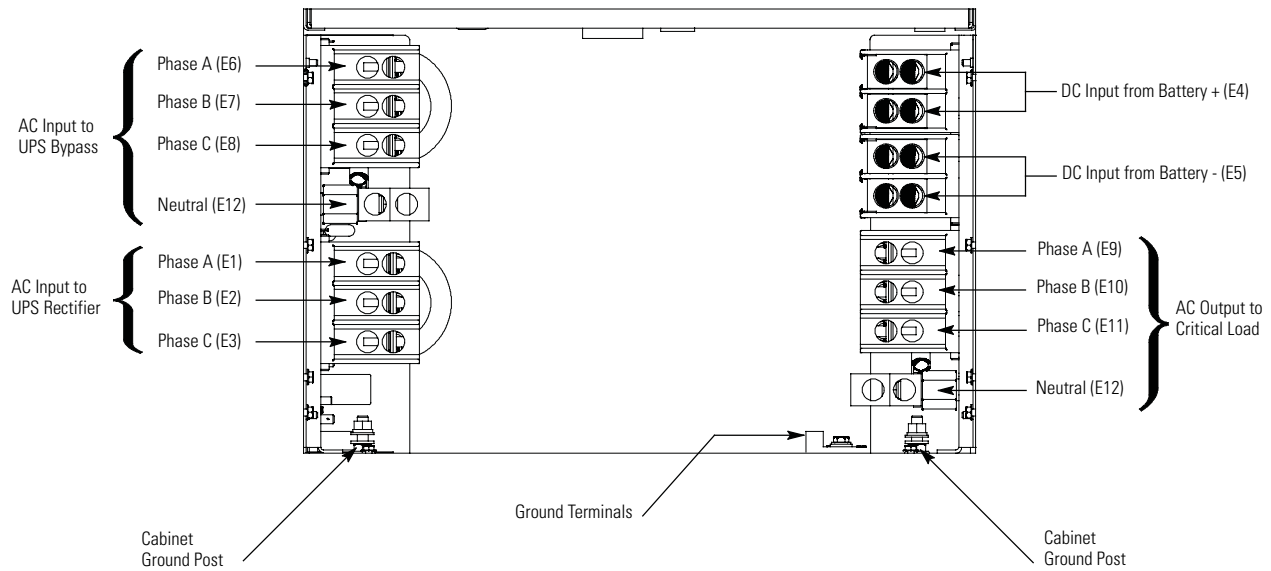 AC Input to
UPS Bypass
Phase A (E6)
Phase B (E7)
Phase C (E8)
Neutral (E12)
AC Input to
UPS Rectifier
Phase A (E1)
Phase B (E2)
Phase C (E3)
DC Input from Battery + (E4)
DC Input from Battery - (E5)
Phase A (E9)
Phase B (E10)
Phase C (E11)
AC Output to
Critical Load
Neutral (E12)
Cabinet
Ground Post
Ground Terminals
Cabinet
Ground Post